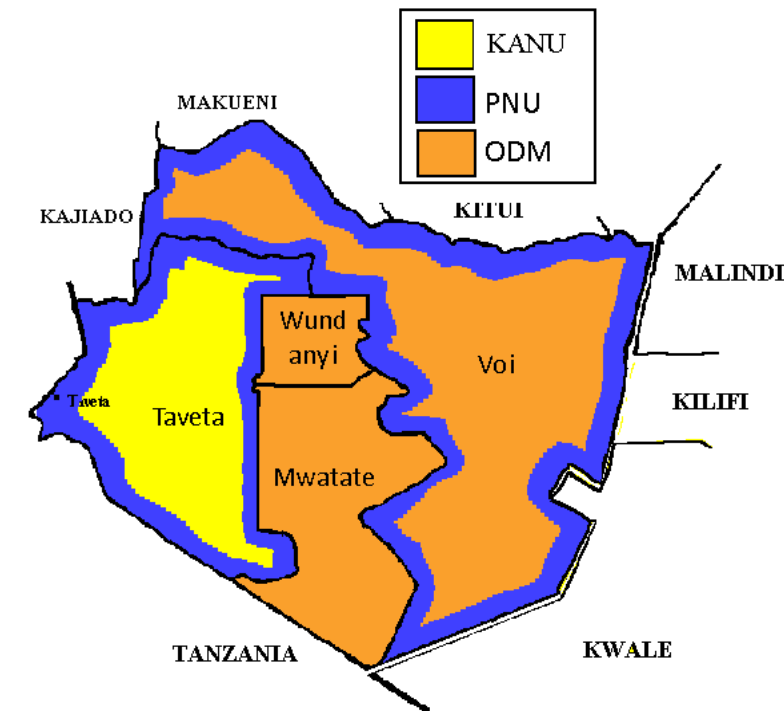 KANU
PNU
ODM
MAKUENI
KAJIADO
KITUI
MALINDI
Wund
anyi
Voi
Taveta
KILIFI
Taveta
Mwatate
TANZANIA
KWALE